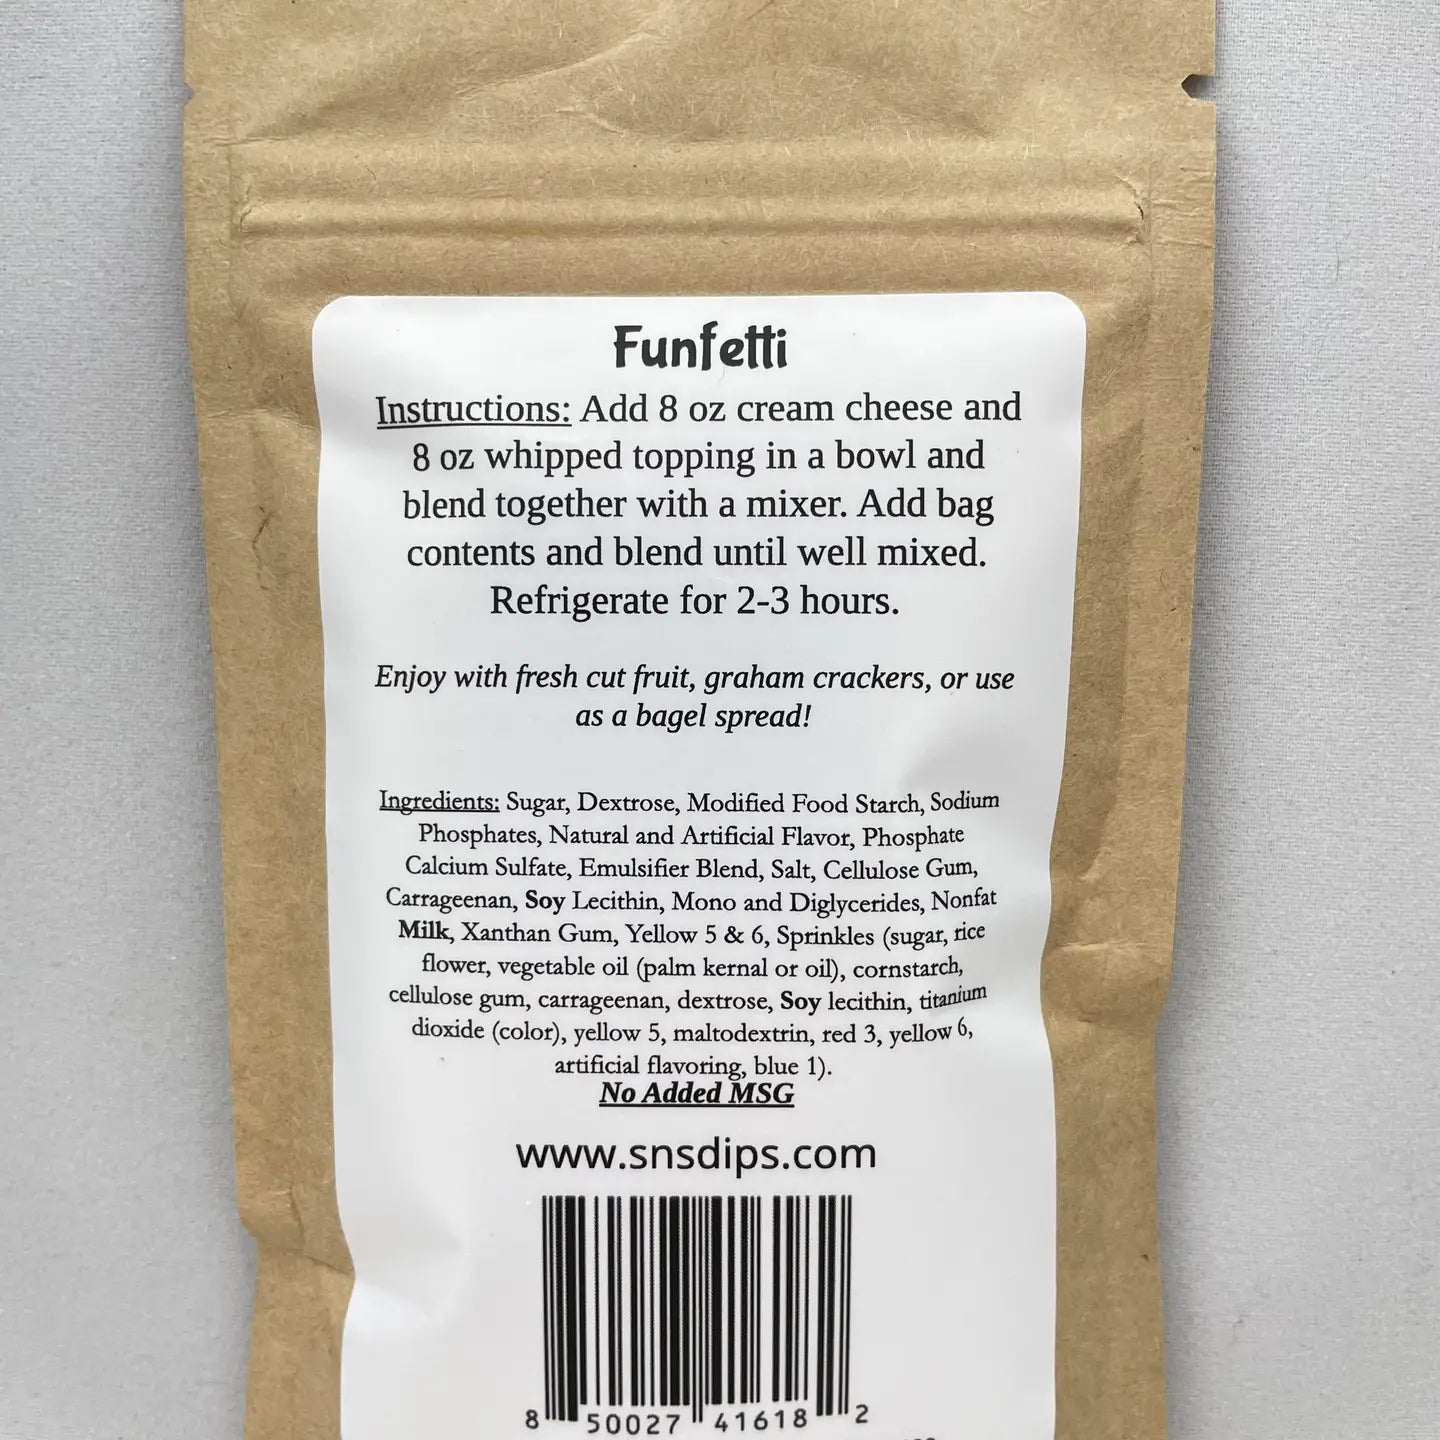 Funfetti
Instructions: Add 8 oz cream cheese and
8 oz whipped topping in a bowl and
blend together with a mixer. Add bag
contents and blend until well mixed.
Refrigerate for 2-3 hours.
Enjoy with fresh cut fruit, graham crackers, or use
as a bagel spread!
Ingredients: Sugar, Dextrose, Modified Food Starch, Sodium
Phosphates, Natural and Artificial Flavor, Phosphate
Calcium Sulfate, Emulsifier Blend, Salt, Cellulose Gum,
Carrageenan, Soy Lecithin, Mono and Diglycerides, Nonfat
Milk, Xanthan Gum, Yellow 5 & 6, Sprinkles (sugar, rice
flower, vegetable oil (palm kernal or oil), cornstarch,
cellulose gum, carrageenan, dextrose, Soy lecithin, titanium
dioxide (color), yellow 5, maltodextrin, red 3, yellow 6,
artificial flavoring, blue 1).
No Added MSG
www.snsdips.com
8 50027 41618 2